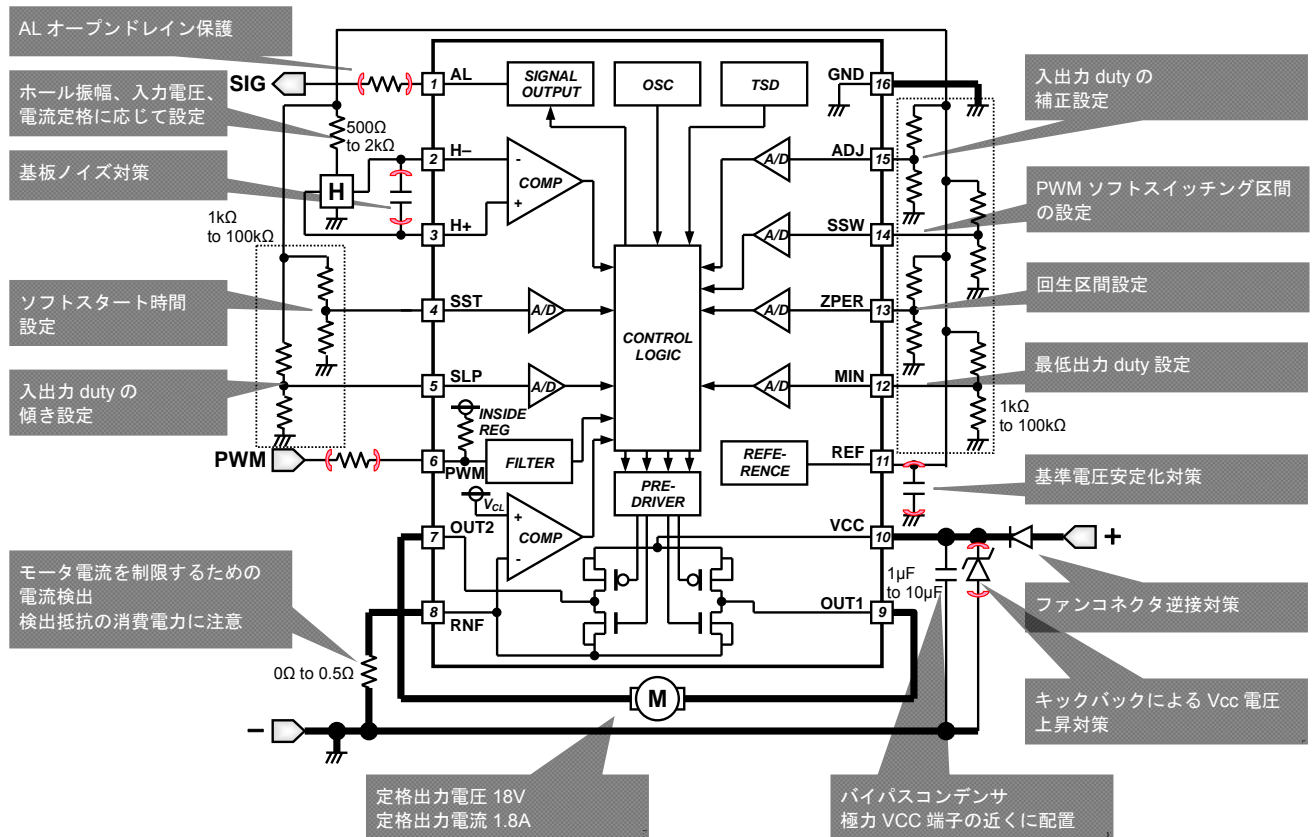 AL オープンドレイン保護
SIG
1
AL
SIGNAL
OUTPUT
OSC
TSD
GND
16
入出力 duty の
補正設定
ホール振幅、入力電圧、
電流定格に応じて設定
500Ω
to 2kΩ
2
H–
-
COMP
+
A/D
ADJ
15
基板ノイズ対策
H
3
H+
PWM ソフトスイッチング区間
の設定
A/D
SSW
14
1kΩ
to 100kΩ
ソフトスタート時間
設定
4
SST
A/D
CONTROL
LOGIC
A/D
ZPER
13
回生区間設定
入出力 duty の
傾き設定
5
SLP
A/D
A/D
MIN
12
最低出力 duty 設定
1kΩ
to 100kΩ
INSIDE
REG
PWM
6
PWM
FILTER
REFE-
RENCE
REF
11
基準電圧安定化対策
PRE-
DRIVER
VCL
+
COMP
-
OUT2
7
VCC
10
+
モータ電流を制限するための
電流検出
検出抵抗の消費電力に注意
8
RNF
1µF
to 10µF
OUT1
9
ファンコネクタ逆接対策
0Ω to 0.5Ω
M
キックバックによる Vcc 電圧
上昇対策
–
定格出力電圧 18V
定格出力電流 1.8A
バイパスコンデンサ
極力 VCC 端子の近くに配置